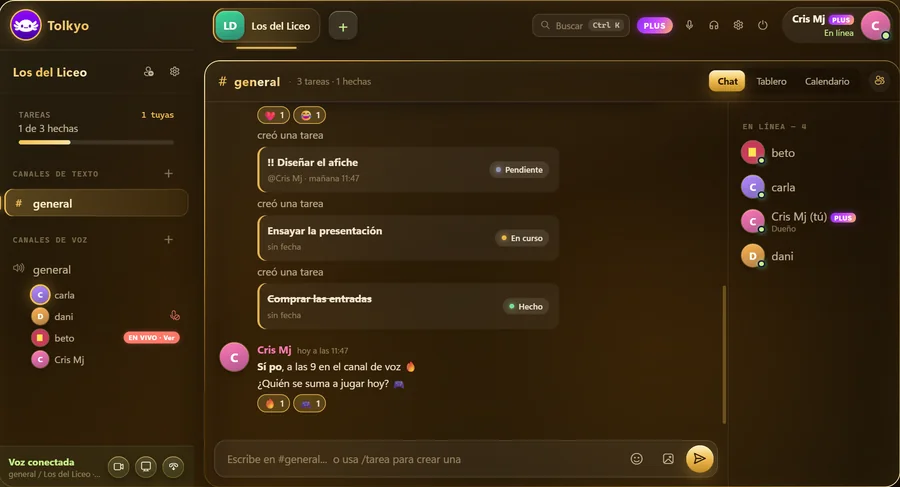 Tolkyo
LD Los del Liceo +
Buscar Ctrl K
PLUS
Cris Mj PLUS
En línea
C
Los del Liceo
TAREAS 1 tuyas
1 de 3 hechas
CANALES DE TEXTO +
# general
CANALES DE VOZ +
general
C carla
D dani
beto EN VIVO · Ver
C Cris Mj
Voz conectada
general / Los del Liceo ·...
# general · 3 tareas · 1 hechas
Chat Tablero Calendario
❤️ 1 😂 1
creó una tarea
!! Diseñar el afiche
@Cris Mj · mañana 11:47
Pendiente
creó una tarea
Ensayar la presentación
sin fecha
En curso
creó una tarea
Comprar las entradas
sin fecha
Hecho
C Cris Mj hoy a las 11:47
Sí po, a las 9 en el canal de voz 🔥
¿Quién se suma a jugar hoy? 🎮
🔥 1 🎮 1
Escribe en #general... o usa /tarea para crear una
EN LÍNEA — 4
beto
C carla
C Cris Mj (tú) PLUS
Dueño
D dani